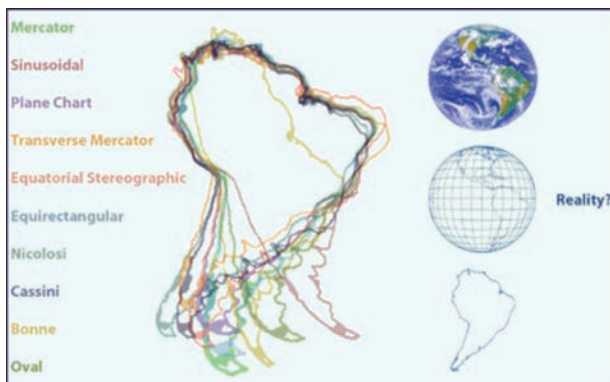 Mercator
Sinusoidal
Plane Chart
Transverse Mercator
Equatorial Stereographic
Equirectangular
Reality?
Nicolosi
Cassini
Bonne
Oval